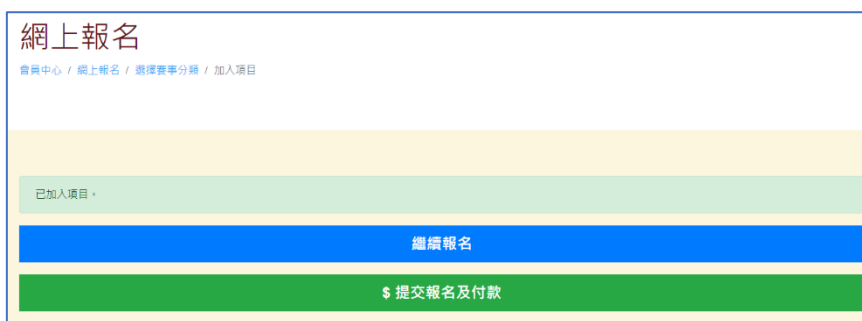 網上報名
會員中心 / 網上報名 / 選擇賽事分類 / 加入項目
已加入項目。
繼續報名
$ 提交報名及付款